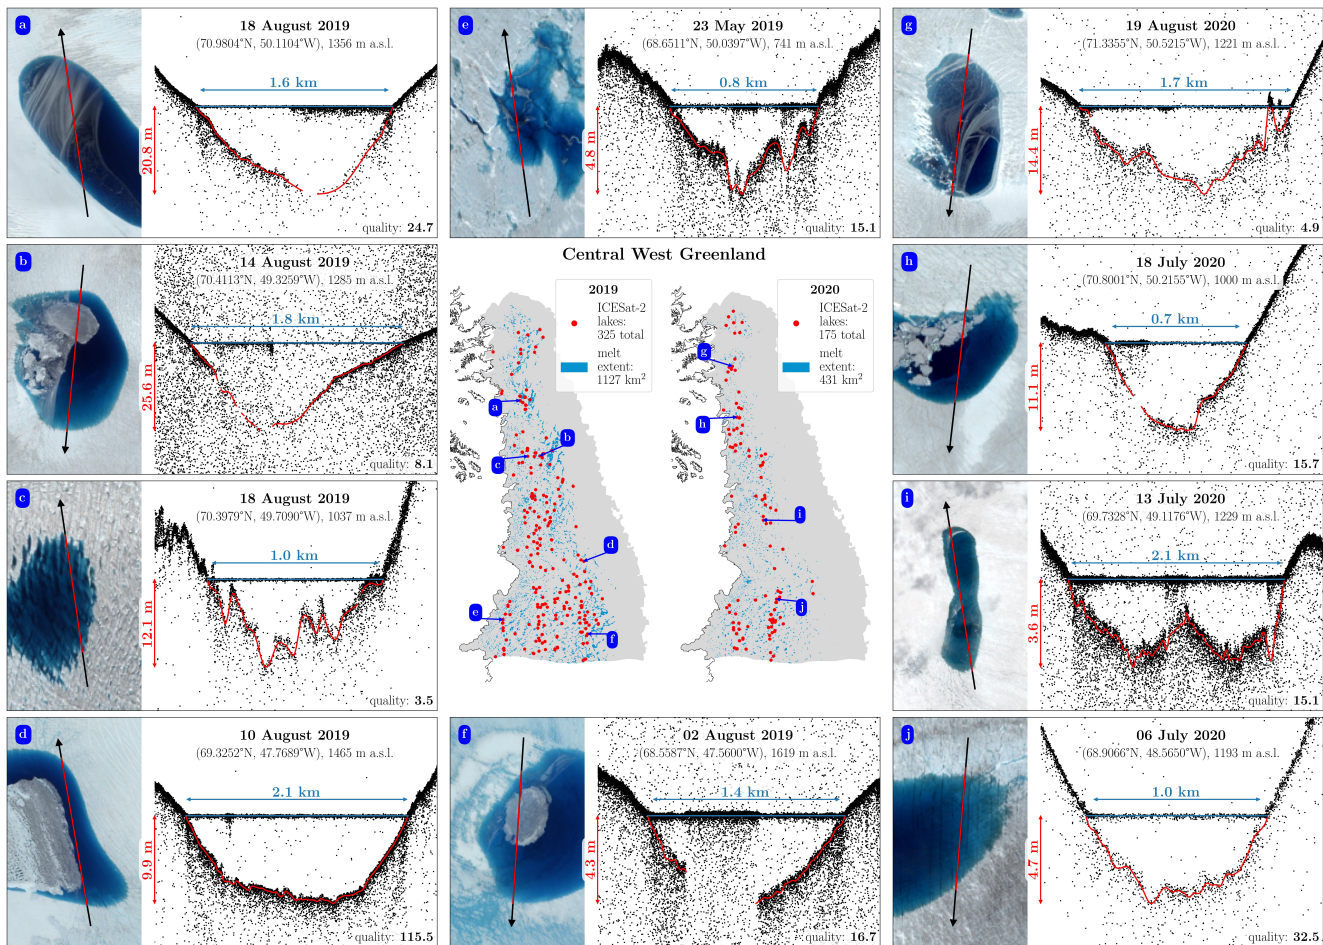 a
18 August 2019
(70.9804°N, 50.1104°W), 1356 m a.s.l.
1.6 km
20.8 m
quality: 24.7
e
23 May 2019
(68.6511°N, 50.0397°W), 741 m a.s.l.
0.8 km
4.8 m
quality: 15.1
g
19 August 2020
(71.3355°N, 50.5215°W), 1221 m a.s.l.
1.7 km
14.4 m
quality: 4.9
b
14 August 2019
(70.4113°N, 49.3259°W), 1285 m a.s.l.
1.8 km
25.6 m
quality: 8.1
Central West Greenland
2019
ICESat-2
lakes:
325 total
melt
extent:
1127 km²
a
b
c
d
e
f
2020
ICESat-2
lakes:
175 total
melt
extent:
431 km²
g
h
i
j
h
18 July 2020
(70.8001°N, 50.2155°W), 1000 m a.s.l.
0.7 km
11.1 m
quality: 15.7
c
18 August 2019
(70.3979°N, 49.7090°W), 1037 m a.s.l.
1.0 km
12.1 m
quality: 3.5
i
13 July 2020
(69.7328°N, 49.1176°W), 1229 m a.s.l.
2.1 km
3.6 m
quality: 15.1
d
10 August 2019
(69.3252°N, 47.7689°W), 1465 m a.s.l.
2.1 km
9.9 m
quality: 115.5
f
02 August 2019
(68.5587°N, 47.5600°W), 1619 m a.s.l.
1.4 km
4.3 m
quality: 16.7
j
06 July 2020
(68.9066°N, 48.5650°W), 1193 m a.s.l.
1.0 km
4.7 m
quality: 32.5